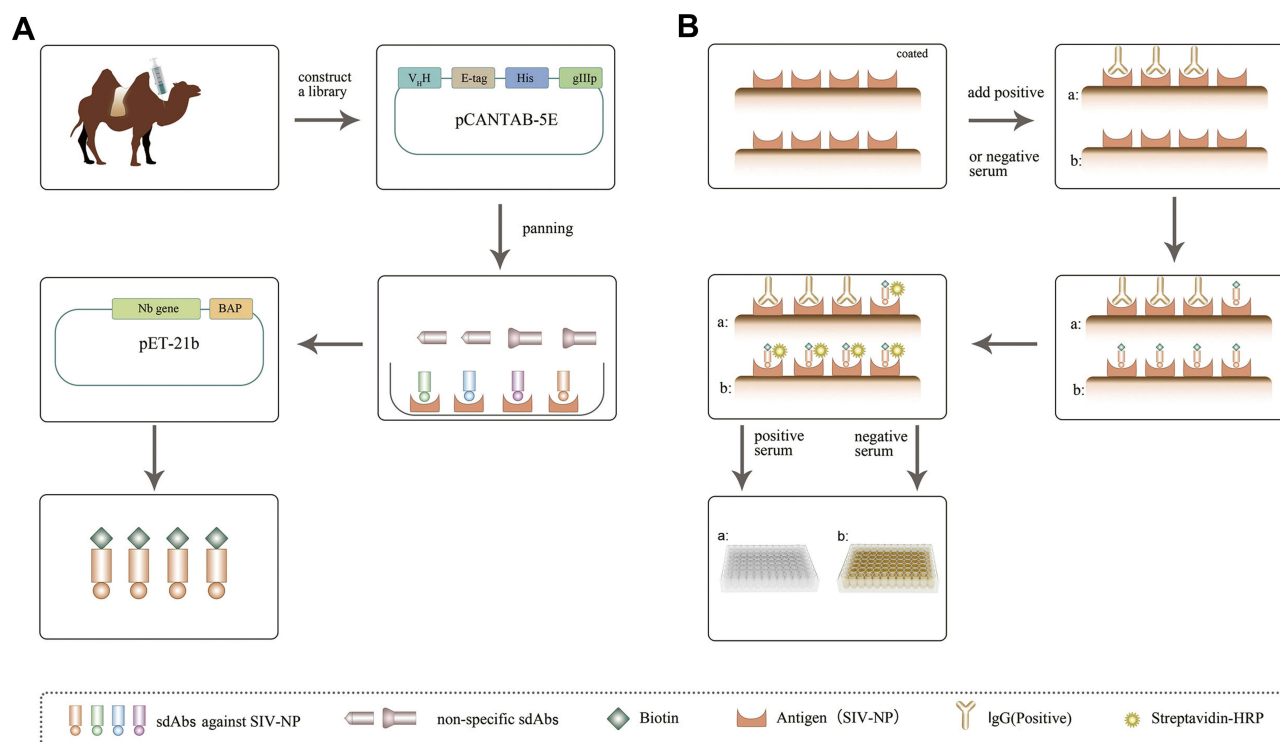 A
construct
a library
VHH
E-tag
His
gIIIp
pCANTAB-5E
panning
Nb gene
BAP
pET-21b
B
coated
add positive
or negative
serum
a:
b:
a:
b:
a:
b:
positive
serum
negative
serum
a:
b:
sdAbs against SIV-NP
non-specific sdAbs
Biotin
Antigen (SIV-NP)
IgG(Positive)
Streptavidin-HRP